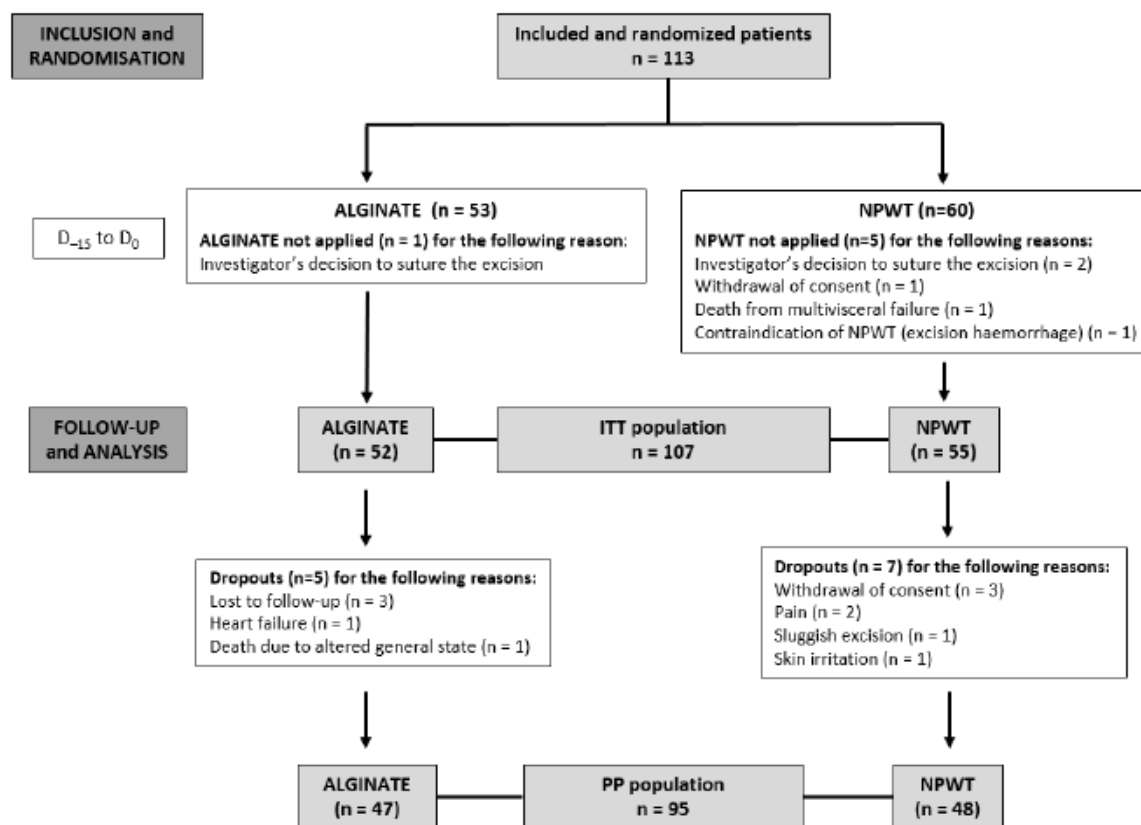 INCLUSION and
RANDOMISATION
Included and randomized patients
n = 113
D–15 to D0
ALGINATE (n = 53)
ALGINATE not applied (n = 1) for the following reason:
Investigator's decision to suture the excision
NPWT (n=60)
NPWT not applied (n=5) for the following reasons:
Investigator's decision to suture the excision (n = 2)
Withdrawal of consent (n = 1)
Death from multivisceral failure (n = 1)
Contraindication of NPWT (excision haemorrhage) (n – 1)
FOLLOW-UP
and ANALYSIS
ALGINATE
(n = 52)
ITT population
n = 107
NPWT
(n = 55)
Dropouts (n=5) for the following reasons:
Lost to follow-up (n = 3)
Heart failure (n = 1)
Death due to altered general state (n = 1)
Dropouts (n = 7) for the following reasons:
Withdrawal of consent (n = 3)
Pain (n = 2)
Sluggish excision (n = 1)
Skin irritation (n = 1)
ALGINATE
(n = 47)
PP population
n = 95
NPWT
(n = 48)